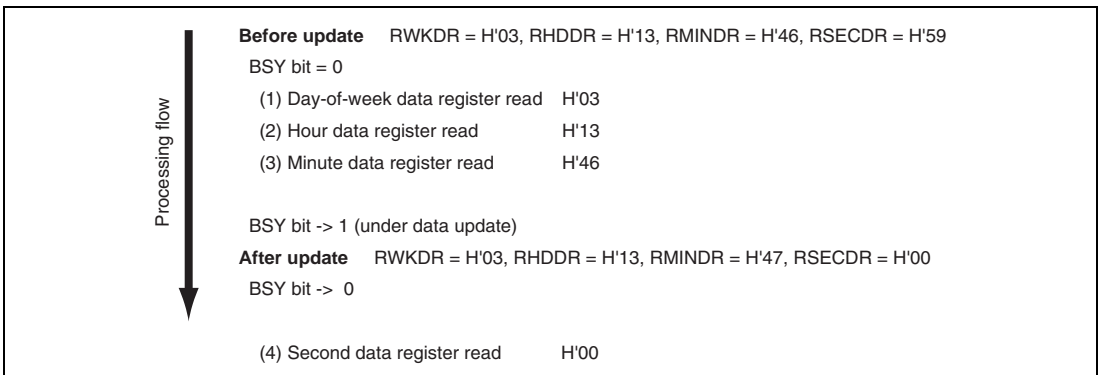 Processing flow
Before update RWKDR = H'03, RHDDR = H'13, RMINDR = H'46, RSECDR = H'59
BSY bit = 0
(1) Day-of-week data register read H'03
(2) Hour data register read H'13
(3) Minute data register read H'46
BSY bit -> 1 (under data update)
After update RWKDR = H'03, RHDDR = H'13, RMINDR = H'47, RSECDR = H'00
BSY bit -> 0
(4) Second data register read H'00